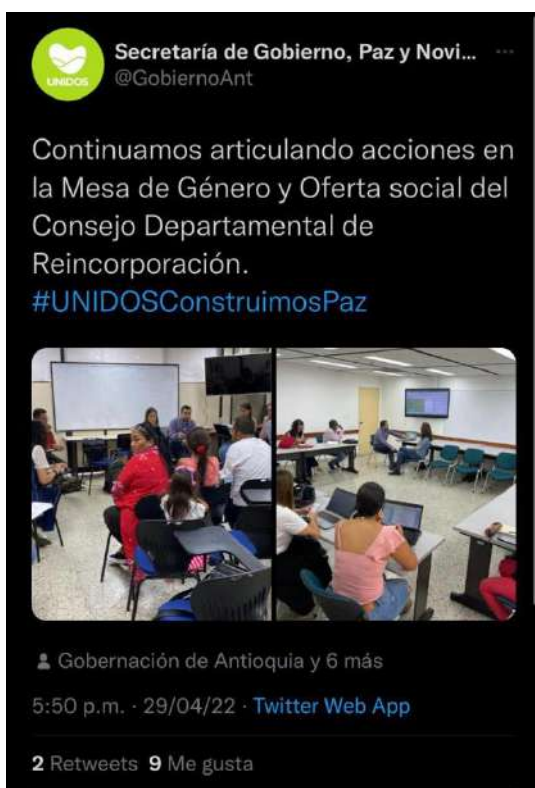 UNIDOS
Secretaría de Gobierno, Paz y Novi...
@GobiernoAnt
Continuamos articulando acciones en
la Mesa de Género y Oferta social del
Consejo Departamental de
Reincorporación.
#UNIDOSConstruimosPaz
Gobernación de Antioquia y 6 más
5:50 p.m. · 29/04/22 · Twitter Web App
2 Retweets 9 Me gusta